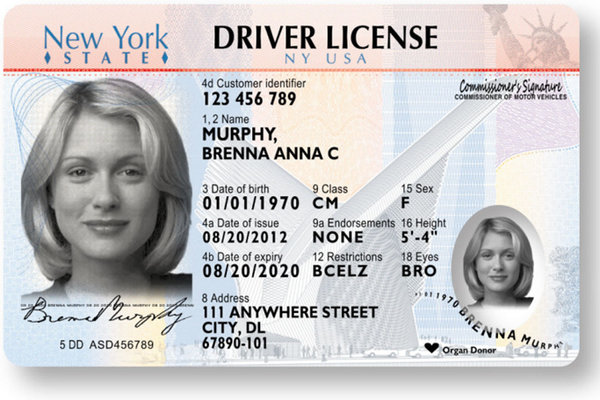 New York
STATE
DRIVER LICENSE
NY USA
Commissioner's Signature
COMMISSIONER OF MOTOR VEHICLES
4d Customer identifier
123 456 789
1, 2 Name
MURPHY,
BRENNA ANNA C
3 Date of birth 9 Class 15 Sex
01/01/1970 CM F
4a Date of issue 9a Endorsements 16 Height
08/20/2012 NONE 5'-4"
4b Date of expiry 12 Restrictions 18 Eyes
08/20/2020 BCELZ BRO
8 Address
111 ANYWHERE STREET
CITY, DL
67890-101
Brenna Murphy
5 DD ASD456789
01 1970
BRENNA MURPHY
Organ Donor